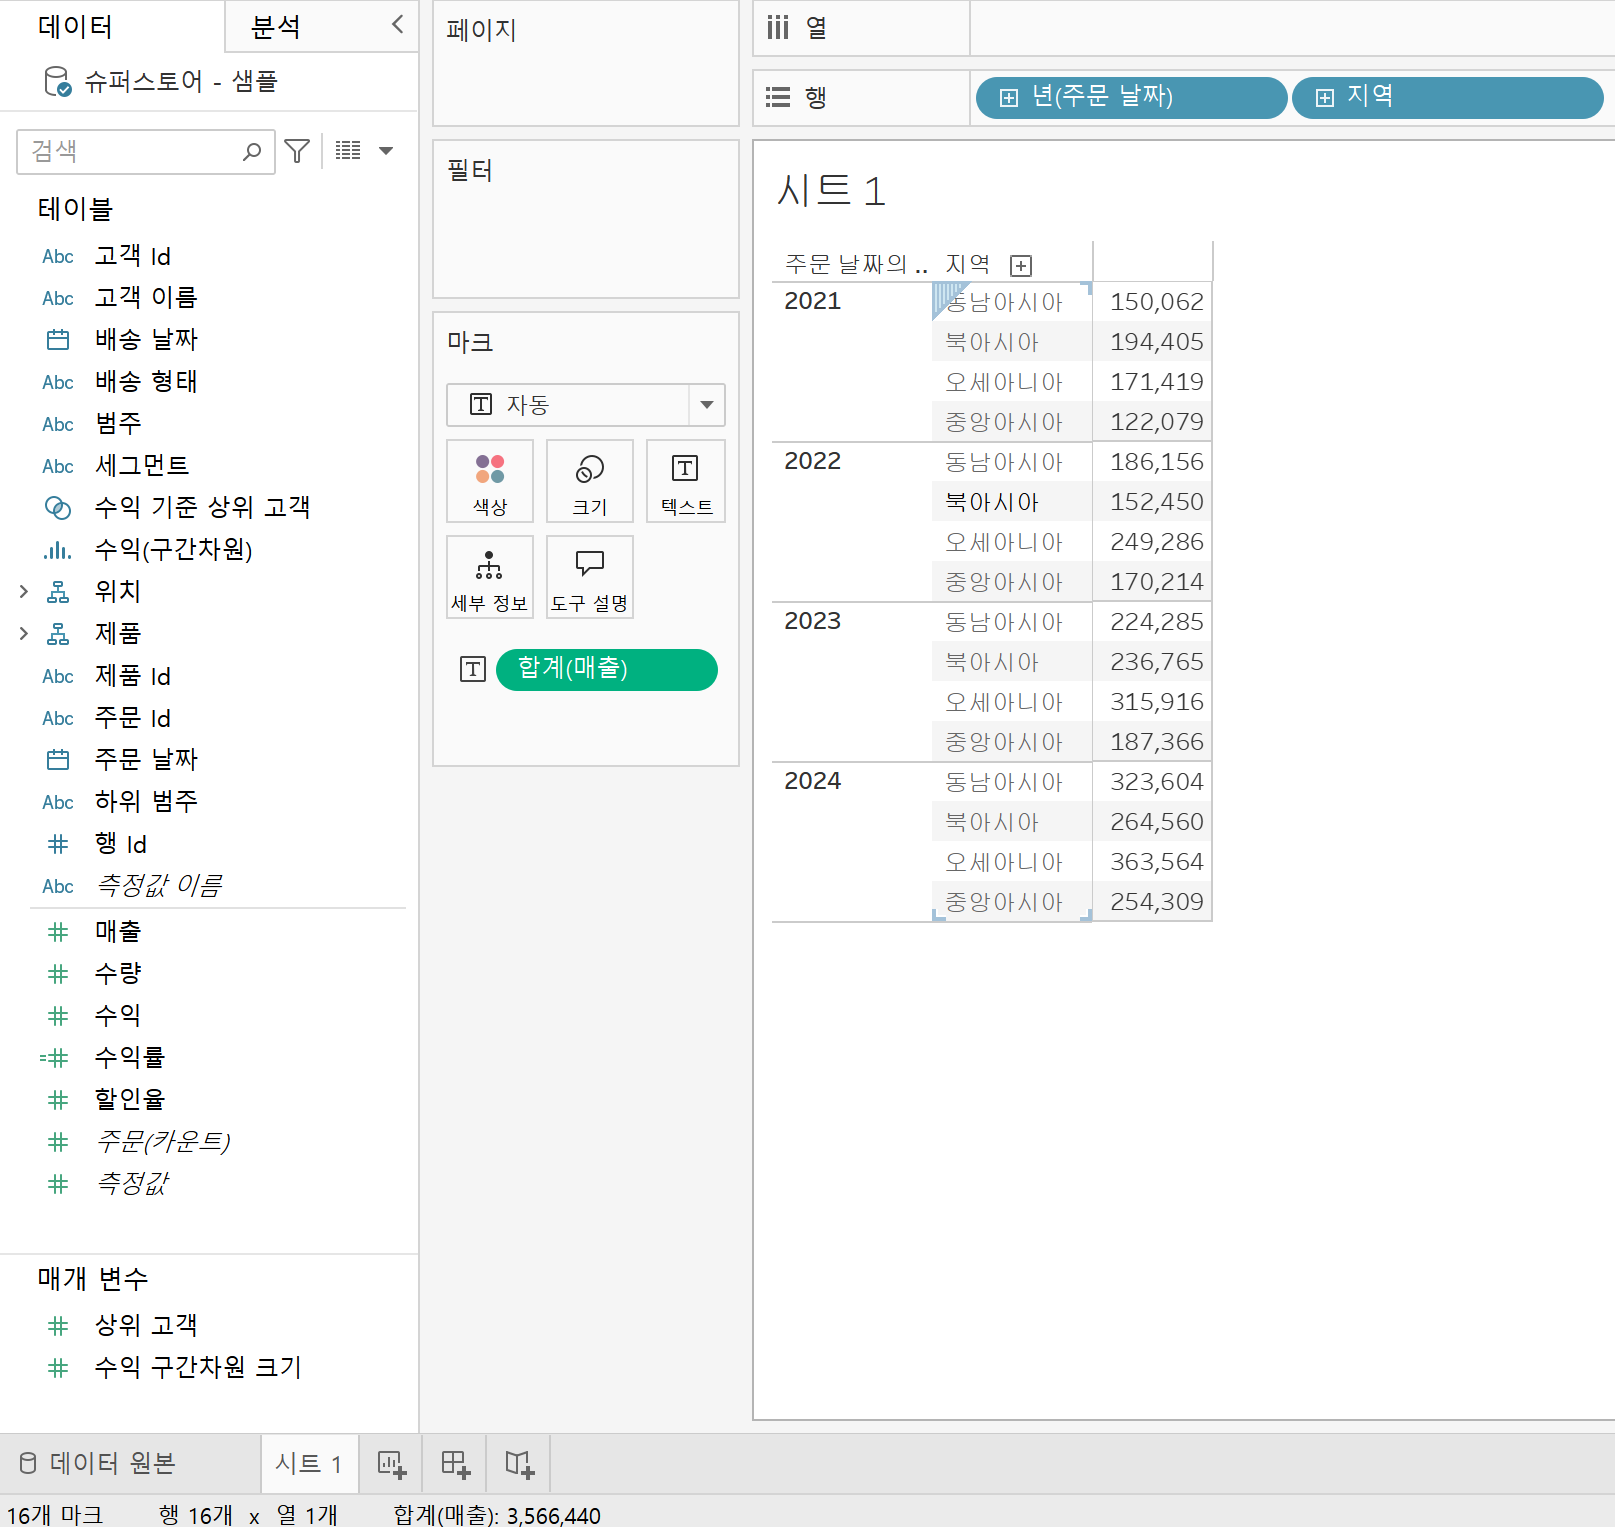 데이터
분석
슈퍼스토어 - 샘플
검색
테이블
Abc 고객 Id
Abc 고객 이름
배송 날짜
Abc 배송 형태
Abc 범주
Abc 세그먼트
수익 기준 상위 고객
수익(구간차원)
위치
제품
Abc 제품 Id
Abc 주문 Id
주문 날짜
Abc 하위 범주
행 Id
Abc 측정값 이름
매출
수량
수익
=# 수익률
할인율
주문(카운트)
측정값
매개 변수
상위 고객
수익 구간차원 크기
페이지
필터
마크
T 자동
색상
크기
T 텍스트
세부 정보
도구 설명
T 합계(매출)
열
행 년(주문 날짜) 지역
시트 1
주문 날짜의 .. 지역
2021 동남아시아 150,062
북아시아 194,405
오세아니아 171,419
중앙아시아 122,079
2022 동남아시아 186,156
북아시아 152,450
오세아니아 249,286
중앙아시아 170,214
2023 동남아시아 224,285
북아시아 236,765
오세아니아 315,916
중앙아시아 187,366
2024 동남아시아 323,604
북아시아 264,560
오세아니아 363,564
중앙아시아 254,309
데이터 원본
시트 1
16개 마크 행 16개 x 열 1개 합계(매출): 3,566,440